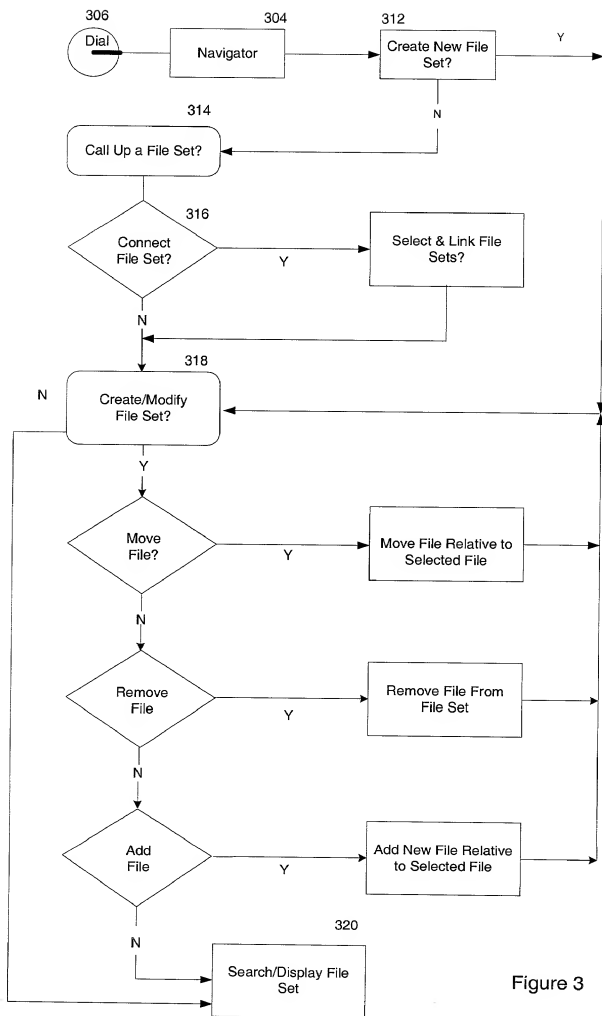 306
304
312
Dial
Navigator
Create New File
Set?
Y
N
314
Call Up a File Set?
316
Connect
File Set?
Y
Select & Link File
Sets?
N
318
N
Create/Modify
File Set?
Y
Move
File?
Y
Move File Relative to
Selected File
N
Remove
File
Y
Remove File From
File Set
N
Add
File
Y
Add New File Relative
to Selected File
N
320
Search/Display File
Set
Figure 3